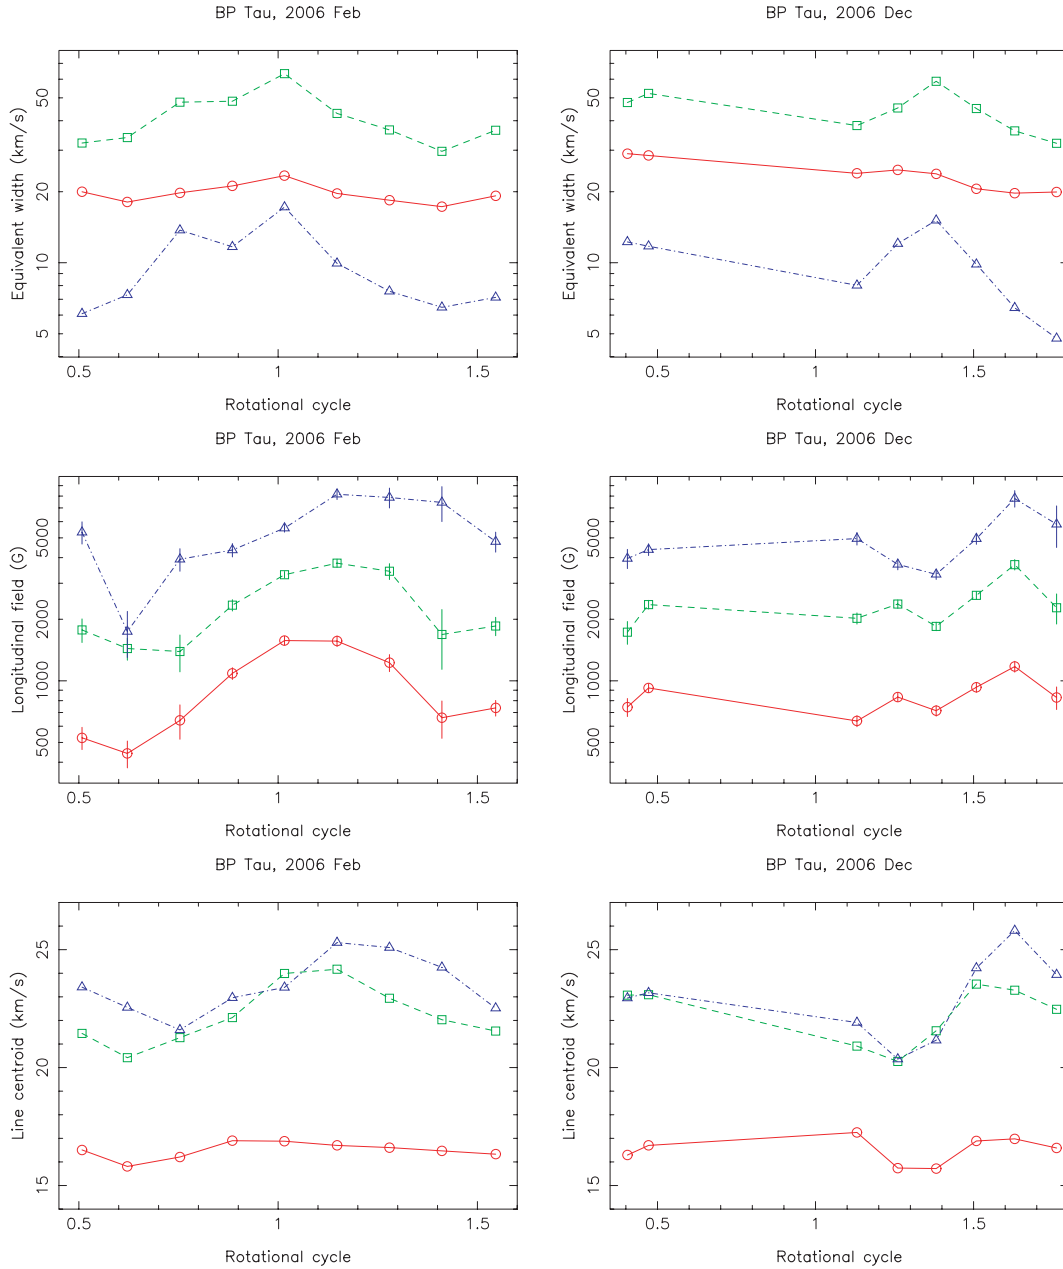 BP Tau, 2006 Feb
BP Tau, 2006 Dec
Equivalent width (km/s)
50
20
10
5
0.5 1 1.5
Rotational cycle
Equivalent width (km/s)
50
20
10
5
0.5 1 1.5
Rotational cycle
BP Tau, 2006 Feb
BP Tau, 2006 Dec
Longitudinal field (G)
5000
2000
1000
500
0.5 1 1.5
Rotational cycle
Longitudinal field (G)
5000
2000
1000
500
0.5 1 1.5
Rotational cycle
BP Tau, 2006 Feb
BP Tau, 2006 Dec
Line centroid (km/s)
25
20
15
0.5 1 1.5
Rotational cycle
Line centroid (km/s)
25
20
15
0.5 1 1.5
Rotational cycle